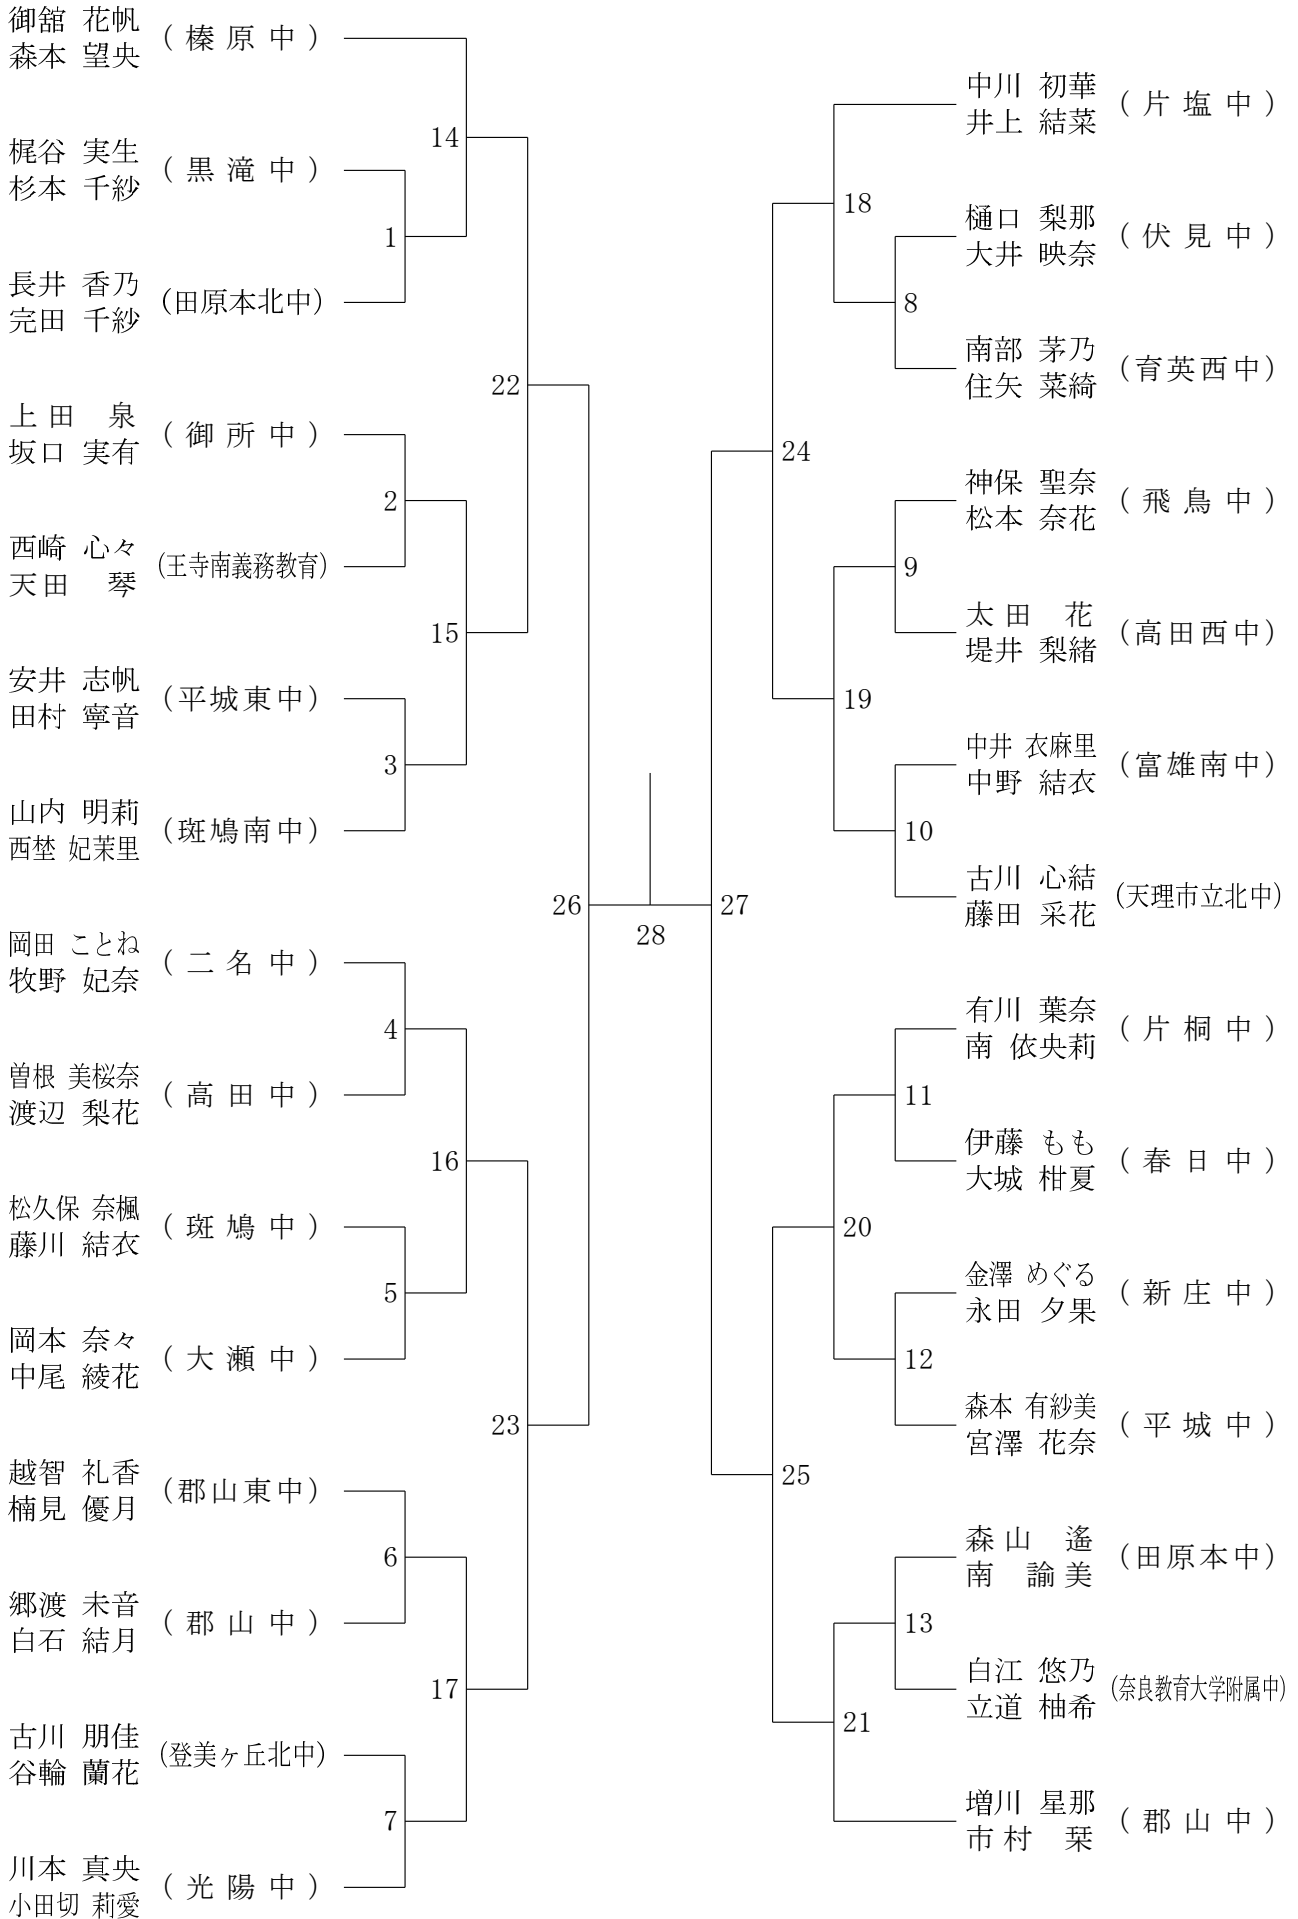 御舘 花帆
森本 望央
(榛原中)
14
梶谷 実生
杉本 千紗
(黒滝中)
1
長井 香乃
完田 千紗
(田原本北中)
22
上田 泉
坂口 実有
(御所中)
2
西崎 心々
天田 琴
(王寺南義務教育)
15
安井 志帆
田村 寧音
(平城東中)
3
山内 明莉
西埜 妃茉里
(斑鳩南中)
26
岡田 ことね
牧野 妃奈
(二名中)
4
曽根 美桜奈
渡辺 梨花
(高田中)
16
松久保 奈楓
藤川 結衣
(斑鳩中)
5
岡本 奈々
中尾 綾花
(大瀬中)
23
越智 礼香
楠見 優月
(郡山東中)
6
郷渡 未音
白石 結月
(郡山中)
17
古川 朋佳
谷輪 蘭花
(登美ヶ丘北中)
7
川本 真央
小田切 莉愛
(光陽中)
28
中川 初華
井上 結菜
(片塩中)
18
樋口 梨那
大井 映奈
(伏見中)
8
南部 茅乃
住矢 菜綺
(育英西中)
24
神保 聖奈
松本 奈花
(飛鳥中)
9
太田 花
堤井 梨緒
(高田西中)
19
中井 衣麻里
中野 結衣
(富雄南中)
10
古川 心結
藤田 采花
(天理市立北中)
27
有川 葉奈
南 依央莉
(片桐中)
11
伊藤 もも
大城 柑夏
(春日中)
20
金澤 めぐる
永田 夕果
(新庄中)
12
森本 有紗美
宮澤 花奈
(平城中)
25
森山 遙
南 諭美
(田原本中)
13
白江 悠乃
立道 柚希
(奈良教育大学附属中)
21
増川 星那
市村 栞
(郡山中)